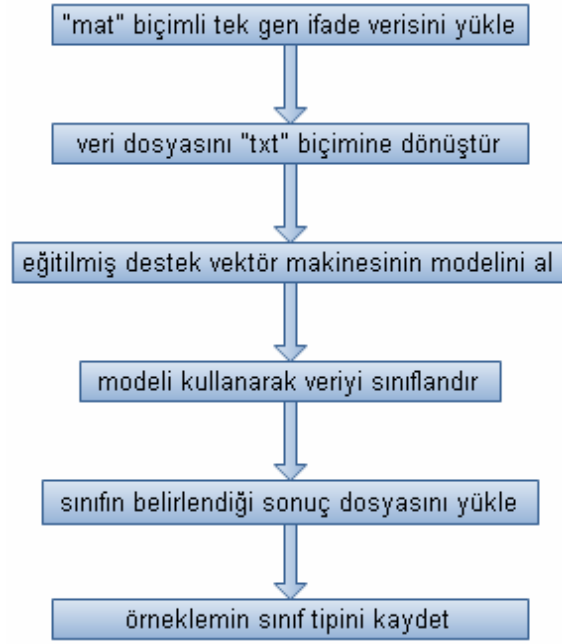 "mat" biçimli tek gen ifade verisini yükle
veri dosyasını "txt" biçimine dönüştür
eğitilmiş destek vektör makinesinin modelini al
modeli kullanarak veriyi sınıflandır
sınıfın belirlendiği sonuç dosyasını yükle
örneklemin sınıf tipini kaydet